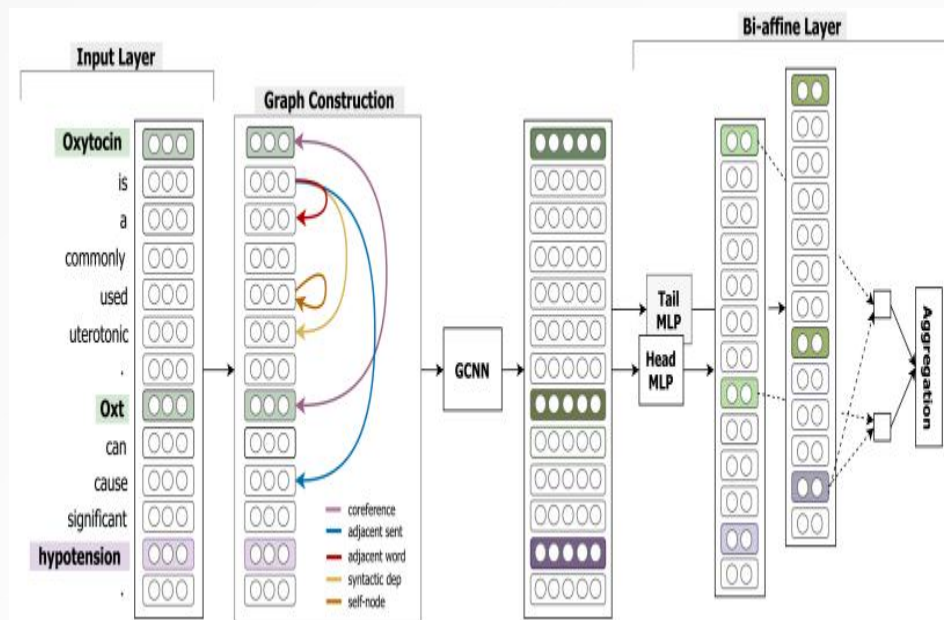 Bi-affine Layer
Input Layer
Graph Construction
Oxytocin
is
a
commonly
used
uterotonic
.
Oxt
can
cause
significant
hypotension
.
coreference
adjacent sent
adjacent word
syntactic dep
self-node
GCNN
Tail
MLP
Head
MLP
Aggregation